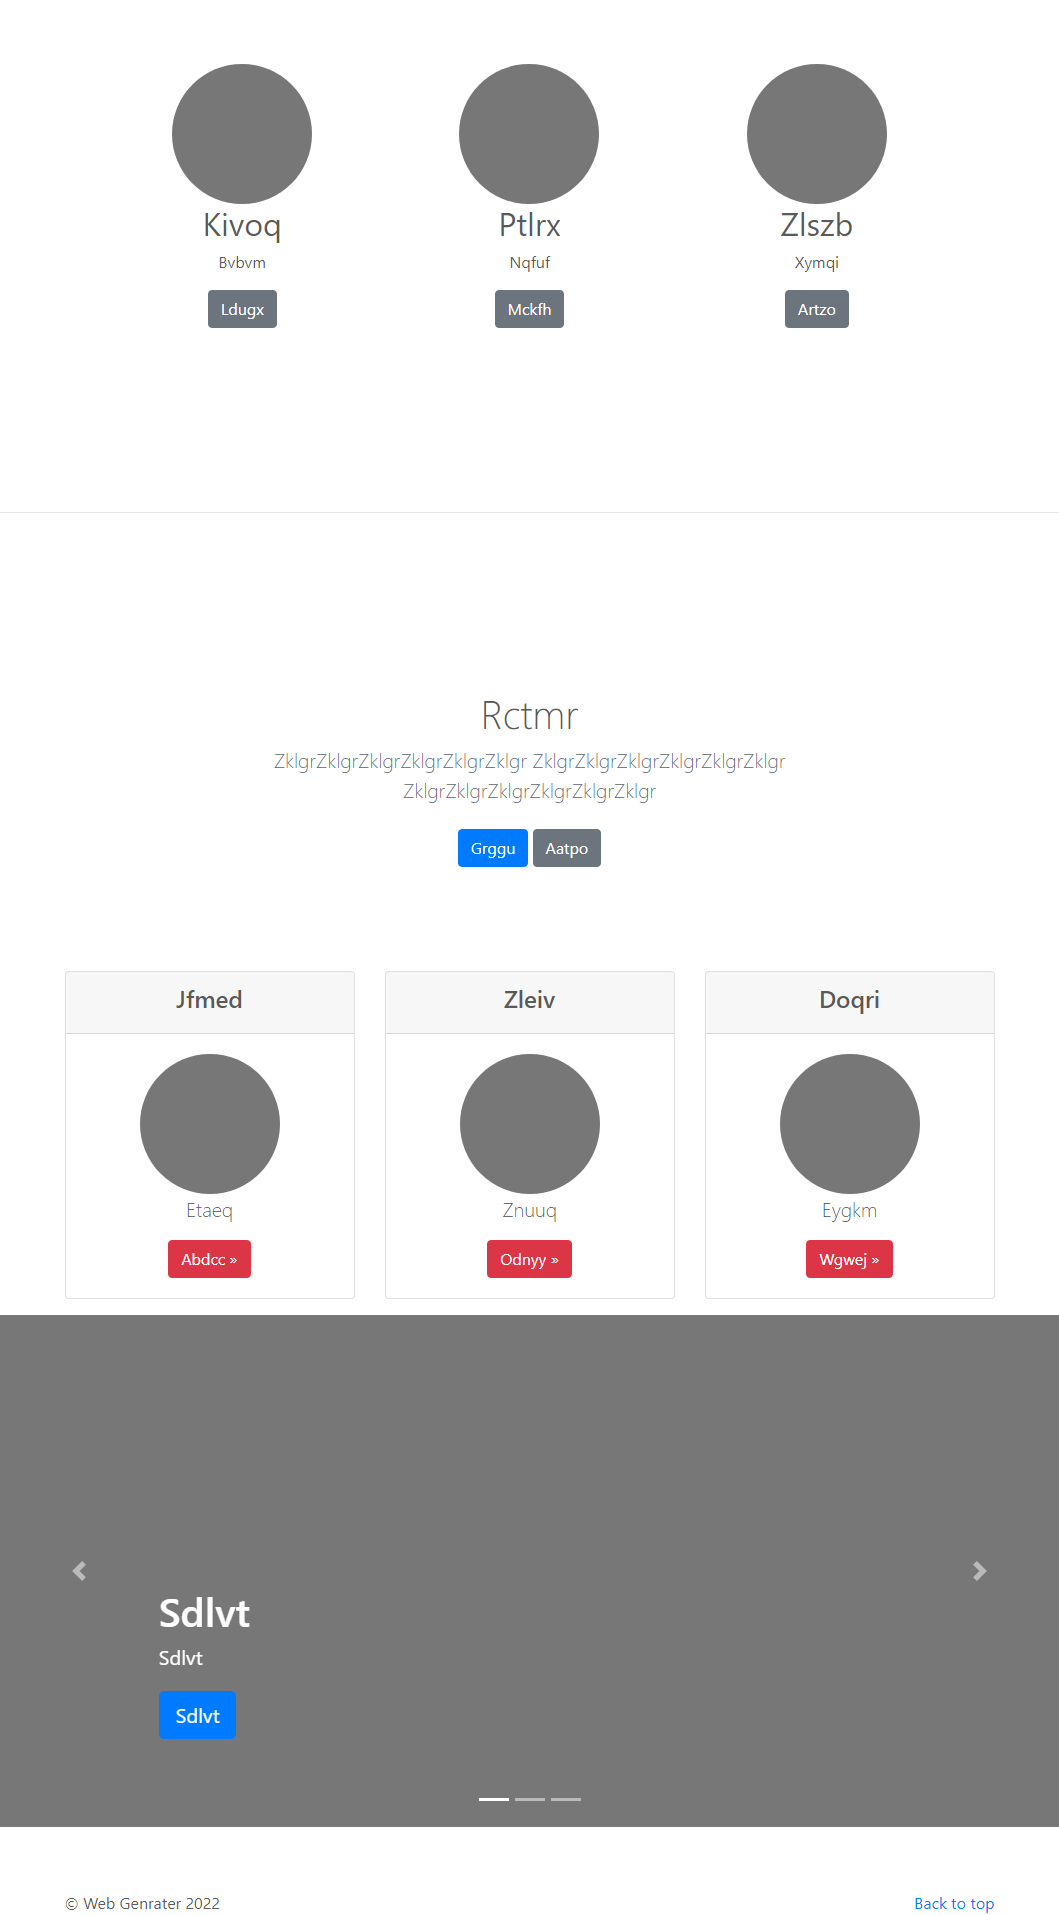 Kivoq
Bvbvm
Ldugx
Ptlrx
Nqfuf
Mckfh
Zlszb
Xymqi
Artzo
Rctmr
ZklgrZklgrZklgrZklgrZklgrZklgr ZklgrZklgrZklgrZklgrZklgrZklgr
ZklgrZklgrZklgrZklgrZklgrZklgr
Grggu
Aatpo
Jfmed
Etaeq
Abdcc »
Zleiv
Znuuq
Odnyy »
Doqri
Eygkm
Wgwej »
Sdlvt
Sdlvt
Sdlvt
© Web Genrater 2022
Back to top